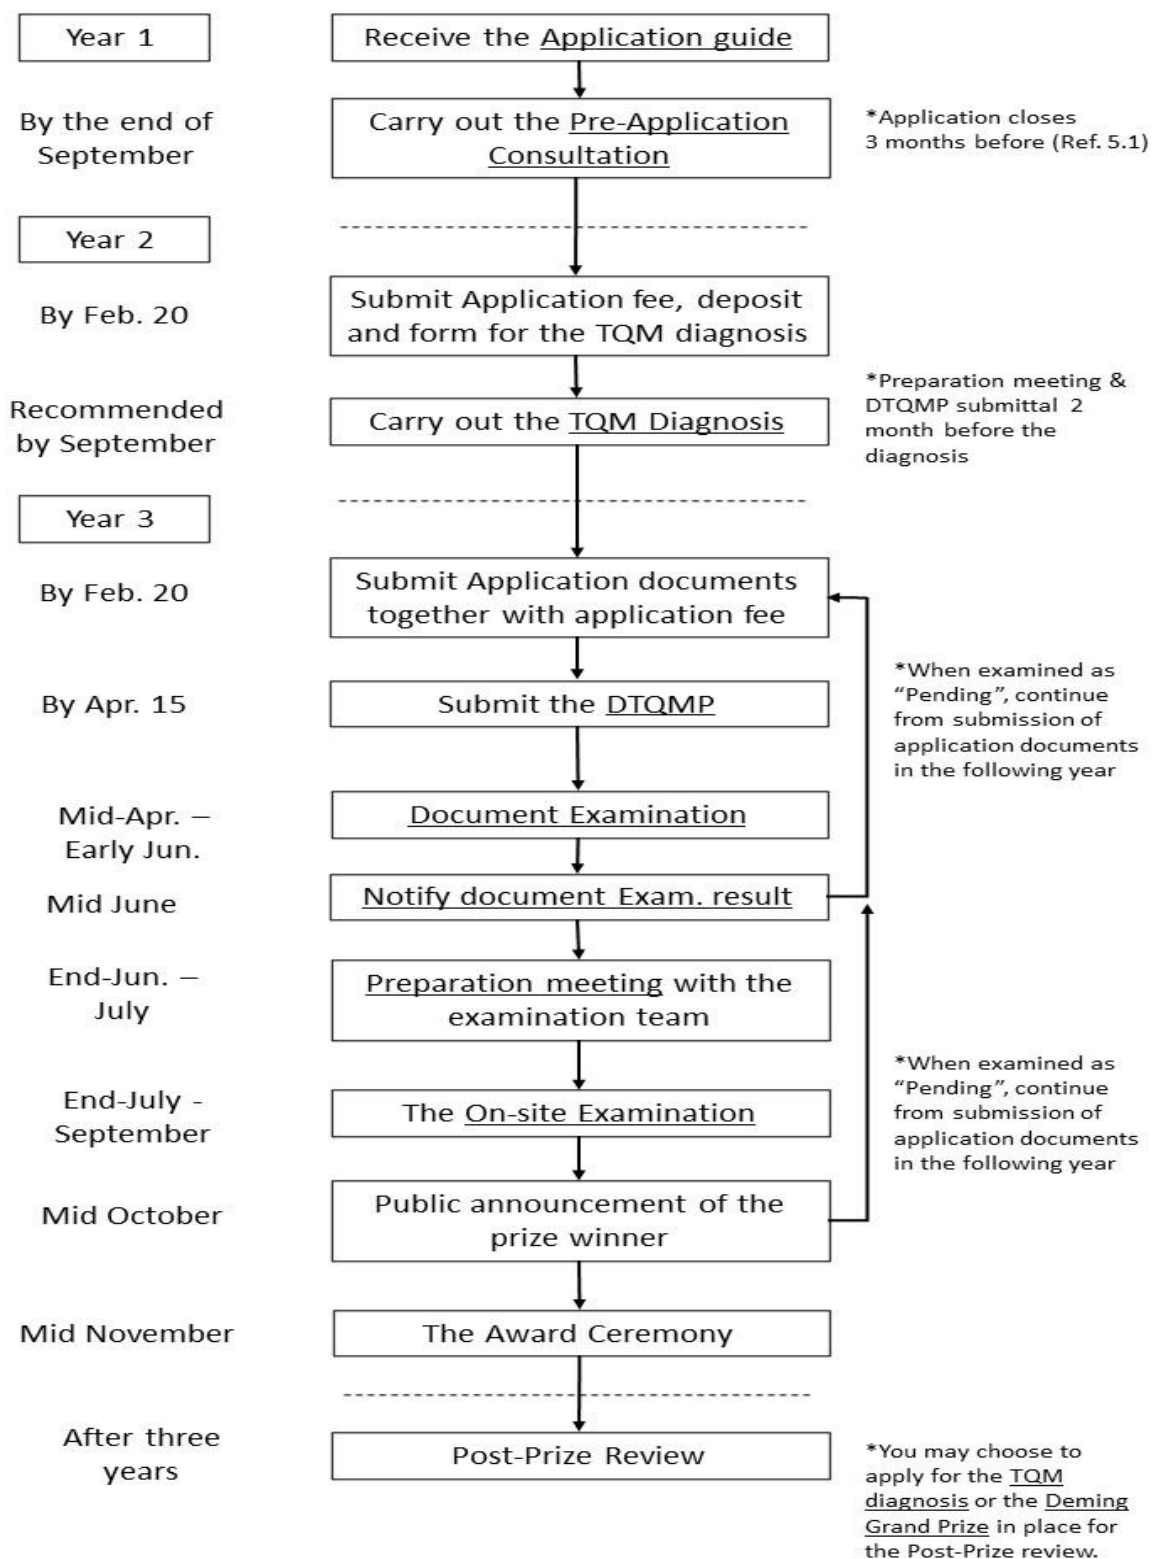 Year 1
Receive the Application guide
By the end of
September
Carry out the Pre-Application
Consultation
*Application closes
3 months before (Ref. 5.1)
Year 2
By Feb. 20
Submit Application fee, deposit
and form for the TQM diagnosis
Recommended
by September
Carry out the TQM Diagnosis
*Preparation meeting &
DTQMP submittal 2
month before the
diagnosis
Year 3
By Feb. 20
Submit Application documents
together with application fee
By Apr. 15
Submit the DTQMP
*When examined as
“Pending”, continue
from submission of
application documents
in the following year
Mid-Apr. –
Early Jun.
Document Examination
Mid June
Notify document Exam. result
End-Jun. –
July
Preparation meeting with the
examination team
End-July -
September
The On-site Examination
*When examined as
“Pending”, continue
from submission of
application documents
in the following year
Mid October
Public announcement of the
prize winner
Mid November
The Award Ceremony
After three
years
Post-Prize Review
*You may choose to
apply for the TQM
diagnosis or the Deming
Grand Prize in place for
the Post-Prize review.